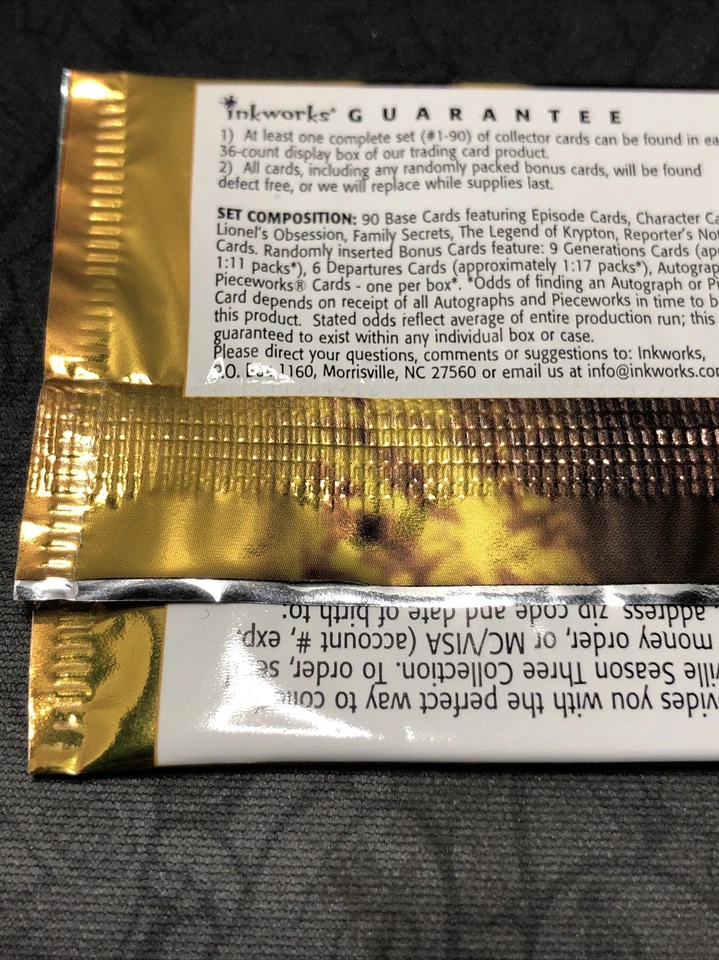 inkworks® GUARANTEE
1) At least one complete set (#1-90) of collector cards can be found in ea
36-count display box of our trading card product.
2) All cards, including any randomly packed bonus cards, will be found
defect free, or we will replace while supplies last.
SET COMPOSITION: 90 Base Cards featuring Episode Cards, Character Ca
Lionel's Obsession, Family Secrets, The Legend of Krypton, Reporter's Not
Cards. Randomly inserted Bonus Cards feature: 9 Generations Cards (ap
1:11 packs*), 6 Departures Cards (approximately 1:17 packs*), Autograp
Pieceworks® Cards - one per box*. *Odds of finding an Autograph or Pi
Card depends on receipt of all Autographs and Pieceworks in time to b
this product. Stated odds reflect average of entire production run; this
guaranteed to exist within any individual box or case.
Please direct your questions, comments or suggestions to: Inkworks,
P.O. Box 1160, Morrisville, NC 27560 or email us at info@inkworks.com
vides you with the perfect way to com
ville Season Three Collection. To order, se
money order, or MC/VISA (account #, exp.
address, zip code and date of birth to: